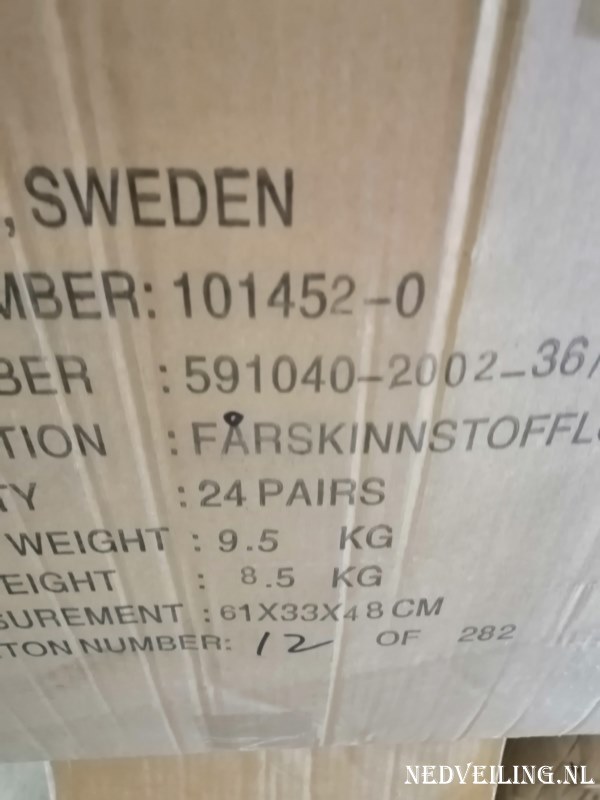 , SWEDEN
MBER: 101452-0
BER : 591040-2002-36/
TION : FÅRSKINNSTOFFL
TY : 24 PAIRS
WEIGHT : 9.5 KG
EIGHT : 8.5 KG
SUREMENT : 61X33X48 CM
TON NUMBER: 12 OF 282
NEDVEILING.NL